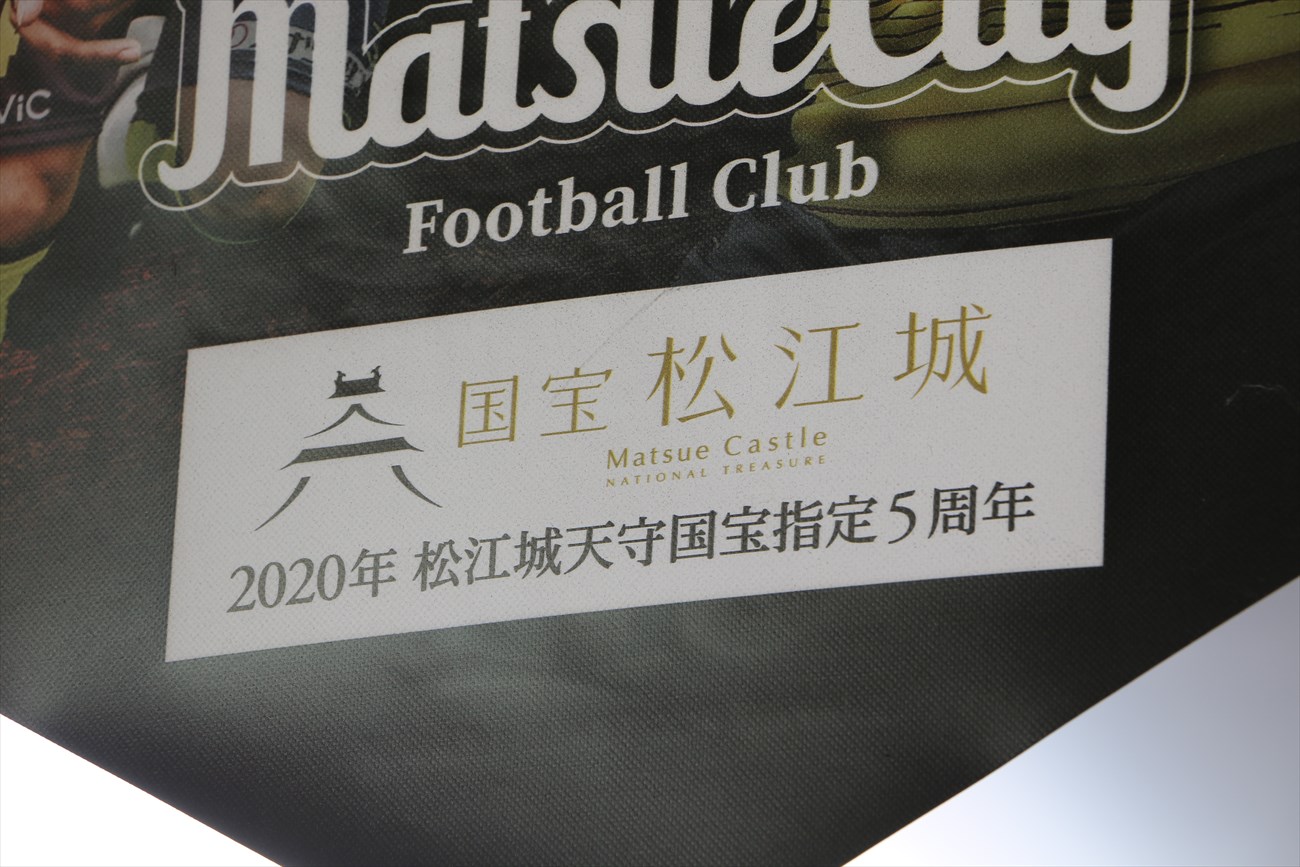 Matsue City
Football Club
ViC
国宝 松江城
Matsue Castle
NATIONAL TREASURE
2020年 松江城天守国宝指定5周年